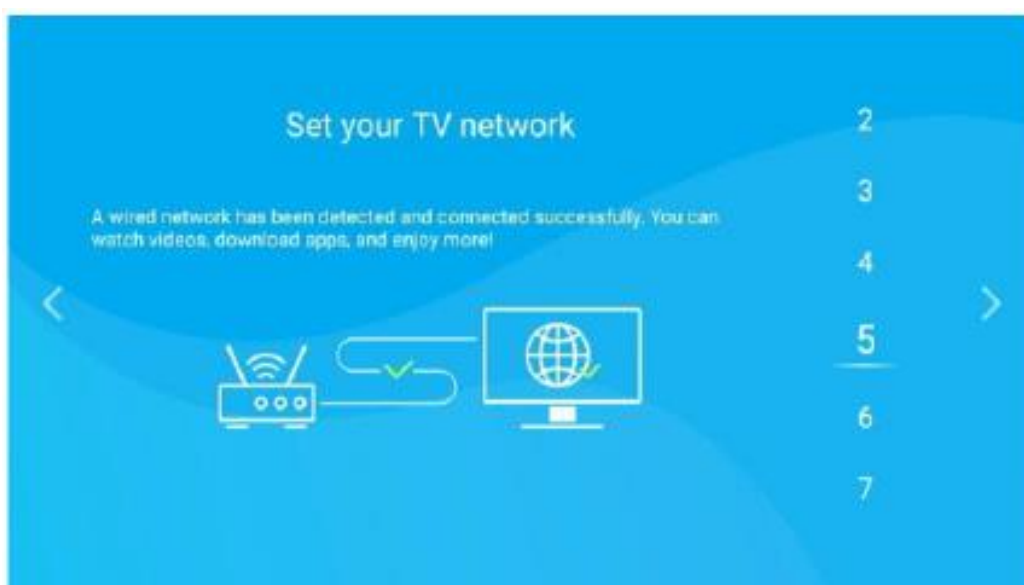 Set your TV network
A wired network has been detected and connected successfully. You can
watch videos, download apps, and enjoy more!
2
3
4
5
6
7